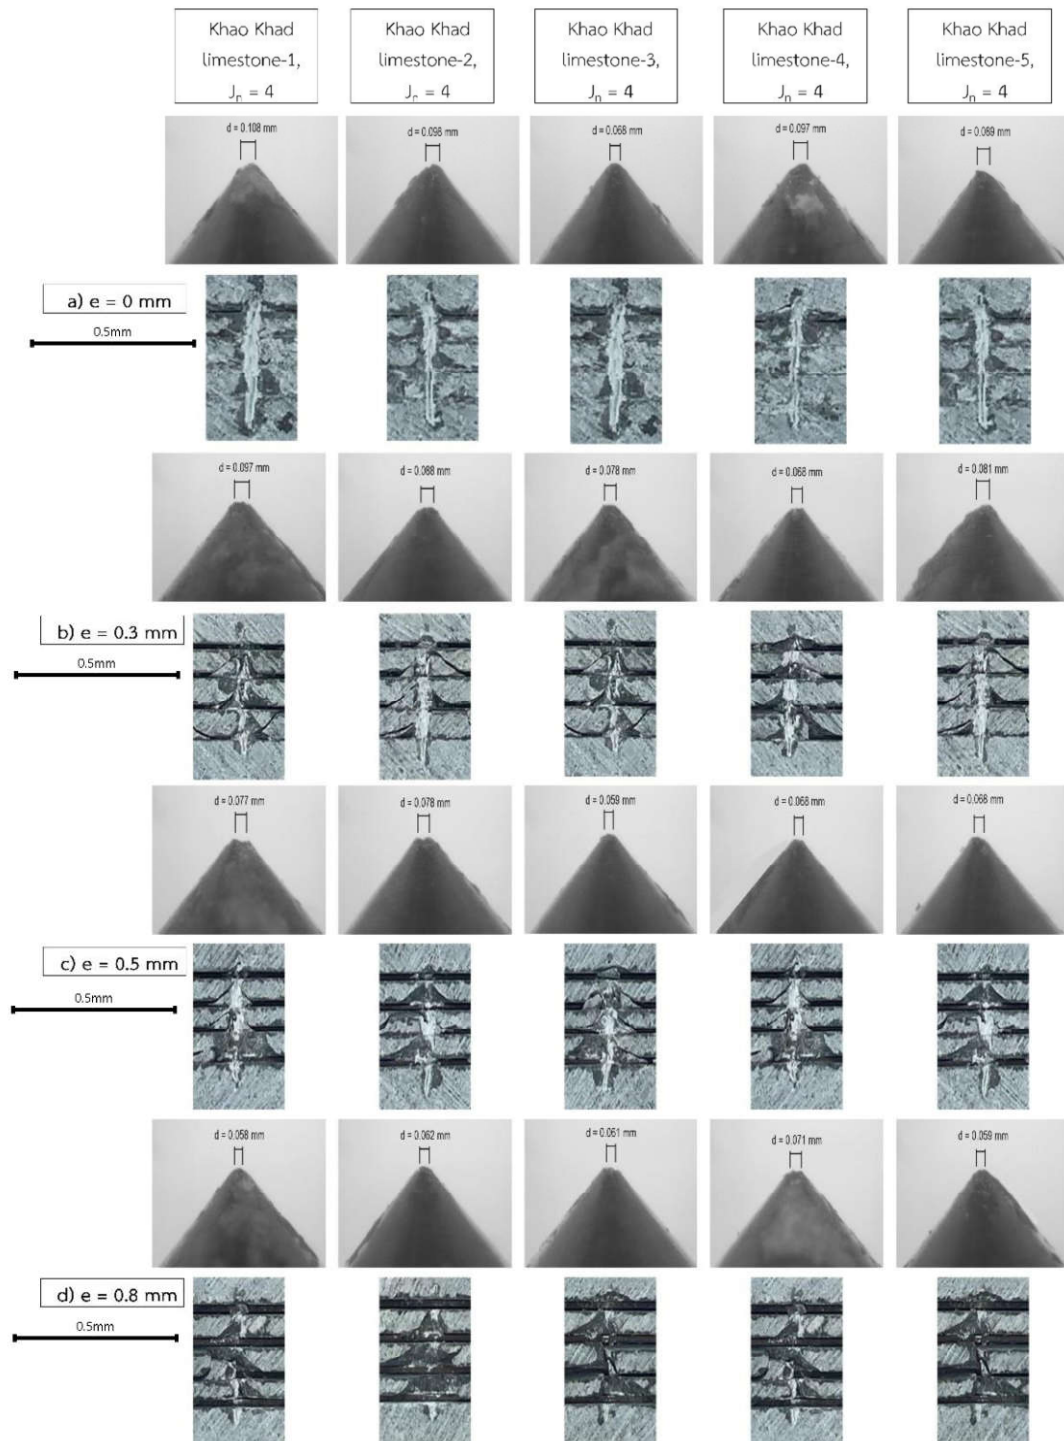 Khao Khad
limestone-1,
Jn = 4
Khao Khad
limestone-2,
Jn = 4
Khao Khad
limestone-3,
Jn = 4
Khao Khad
limestone-4,
Jn = 4
Khao Khad
limestone-5,
Jn = 4
d = 0.108 mm
d = 0.098 mm
d = 0.068 mm
d = 0.097 mm
d = 0.089 mm
a) e = 0 mm
0.5mm
d = 0.097 mm
d = 0.088 mm
d = 0.078 mm
d = 0.068 mm
d = 0.081 mm
b) e = 0.3 mm
0.5mm
d = 0.077 mm
d = 0.078 mm
d = 0.059 mm
d = 0.068 mm
d = 0.068 mm
c) e = 0.5 mm
0.5mm
d = 0.058 mm
d = 0.062 mm
d = 0.061 mm
d = 0.071 mm
d = 0.059 mm
d) e = 0.8 mm
0.5mm